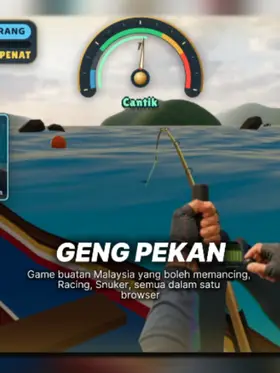 RANG
PENAT
Cantik
GENG PEKAN
Game buatan Malaysia yang boleh memancing,
Racing, Snuker, semua dalam satu
browser